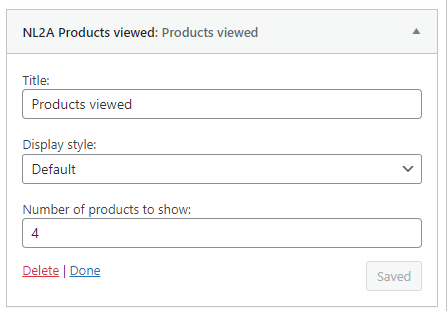 NL2A Products viewed: Products viewed
Title:
Products viewed
Display style:
Default
Number of products to show:
4
Delete | Done
Saved